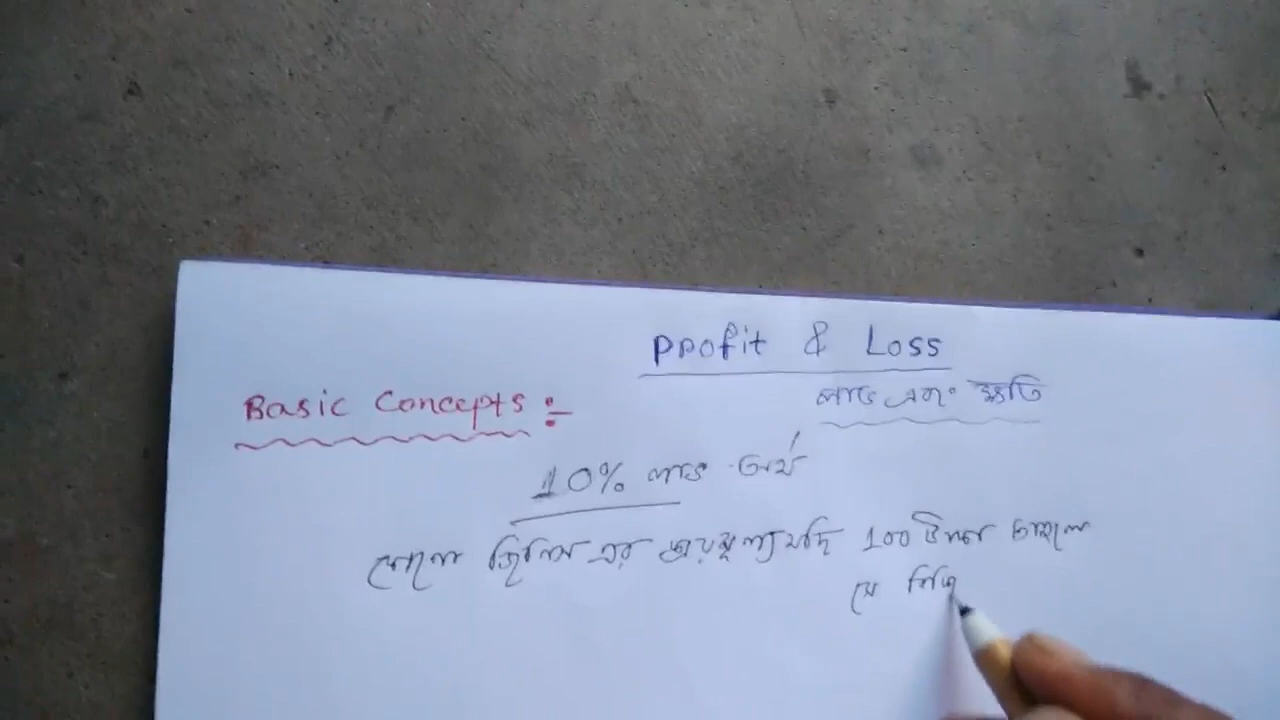 Profit & Loss
লাভ এবং ক্ষতি
Basic Concepts :-
10% লাভ অর্থ
কোনো জিনিস এর ক্রয়মূল্য যদি 100 টাকা তাহলে
সে